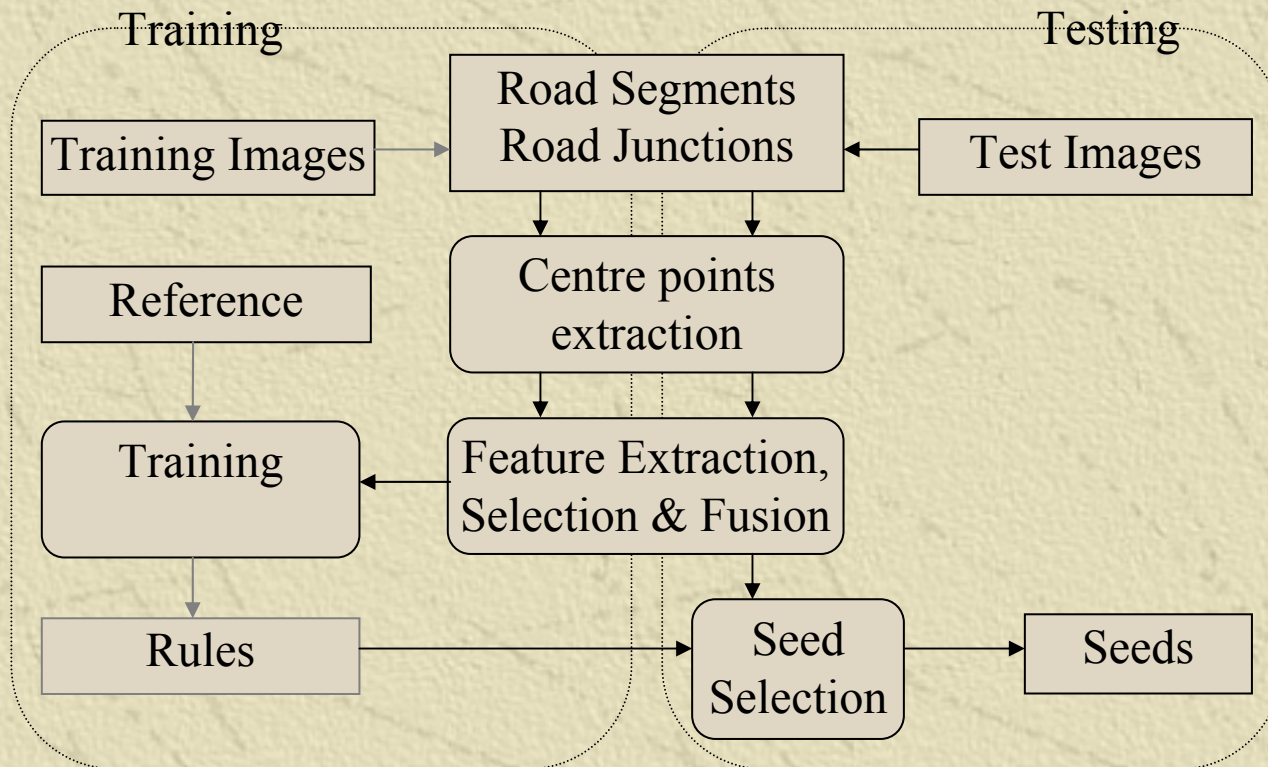 Training
Testing
Road Segments
Road Junctions
Training Images
Test Images
Centre points
extraction
Reference
Training
Feature Extraction,
Selection & Fusion
Rules
Seed
Selection
Seeds